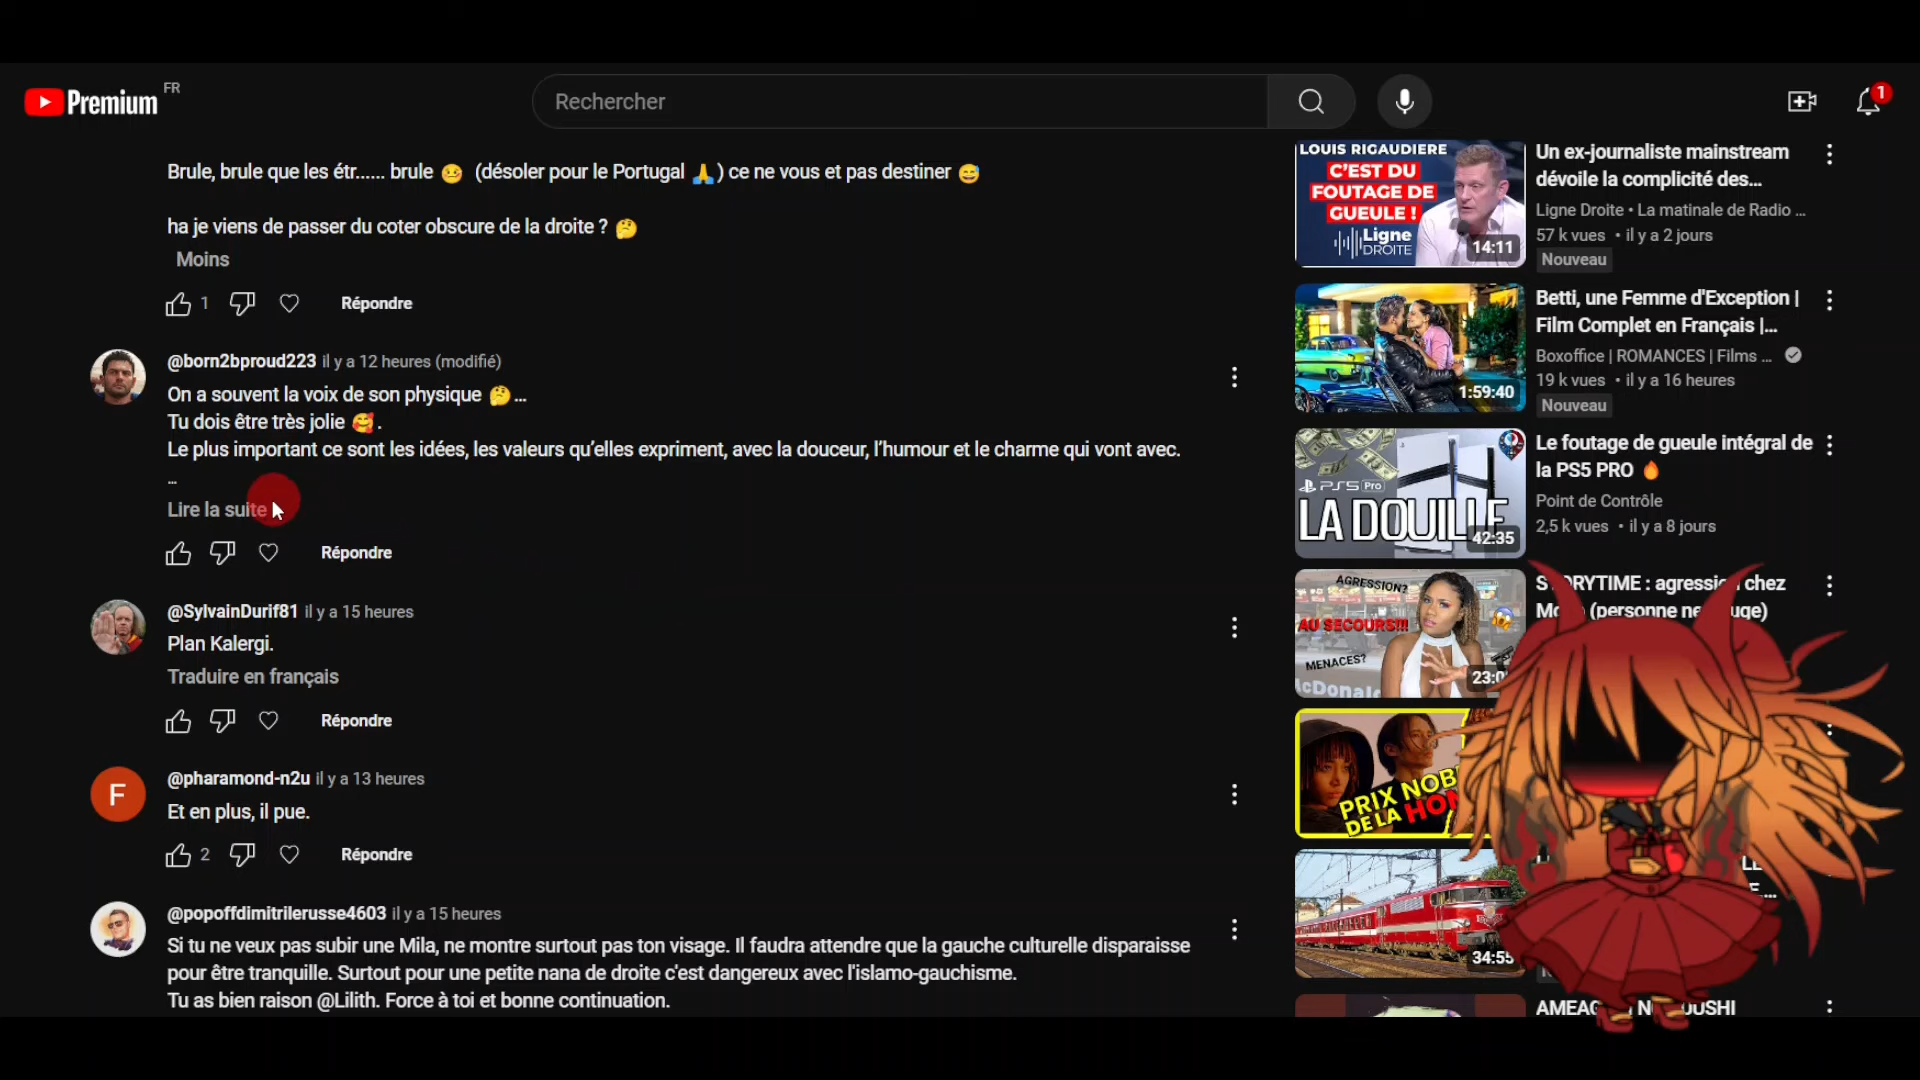 Premium FR
Rechercher
1
Brule, brule que les étr...... brule 🤒 (désoler pour le Portugal 🙏) ce ne vous et pas destiner 😅
ha je viens de passer du coter obscure de la droite ? 🤔
Moins
1
Répondre
@born2bproud223 il y a 12 heures (modifié)
On a souvent la voix de son physique 🤔...
Tu dois être très jolie 🥰.
Le plus important ce sont les idées, les valeurs qu’elles expriment, avec la douceur, l’humour et le charme qui vont avec.
...
Lire la suite
Répondre
@SylvainDurif81 il y a 15 heures
Plan Kalergi.
Traduire en français
Répondre
@pharamond-n2u il y a 13 heures
F
Et en plus, il pue.
2
Répondre
@popoffdimitrilerusse4603 il y a 15 heures
Si tu ne veux pas subir une Mila, ne montre surtout pas ton visage. Il faudra attendre que la gauche culturelle disparaisse
pour être tranquille. Surtout pour une petite nana de droite c'est dangereux avec l'islamo-gauchisme.
Tu as bien raison @Lilith. Force à toi et bonne continuation.
LOUIS RIGAUDIERE
C'EST DU
FOUTAGE DE
GUEULE !
Ligne
DROITE
14:11
Un ex-journaliste mainstream
dévoile la complicité des...
Ligne Droite • La matinale de Radio ...
57 k vues • il y a 2 jours
Nouveau
1:59:40
Betti, une Femme d'Exception |
Film Complet en Français |...
Boxoffice | ROMANCES | Films ...
19 k vues • il y a 16 heures
Nouveau
PS5 Pro
LA DOUILLE
42:35
Le foutage de gueule intégral de
la PS5 PRO 🔥
Point de Contrôle
2,5 k vues • il y a 8 jours
AGRESSION?
AU SECOURS!!!
MENACES?
cDonald
23:0
chez
(personne
PRIX NOB
DE LA HON
34:55